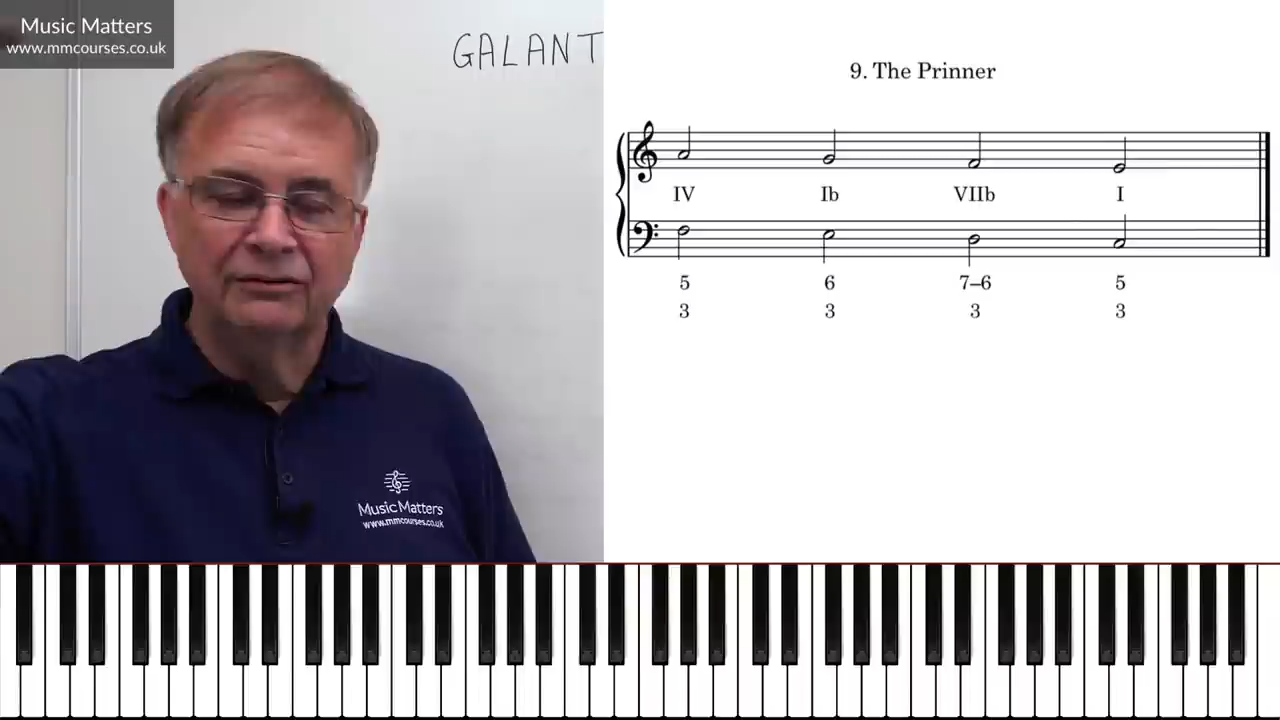 Music Matters
www.mmcourses.co.uk
GALANT
9. The Prinner
IV Ib VIIb I
5 6 7–6 5
3 3 3 3
Music Matters
www.mmcourses.co.uk